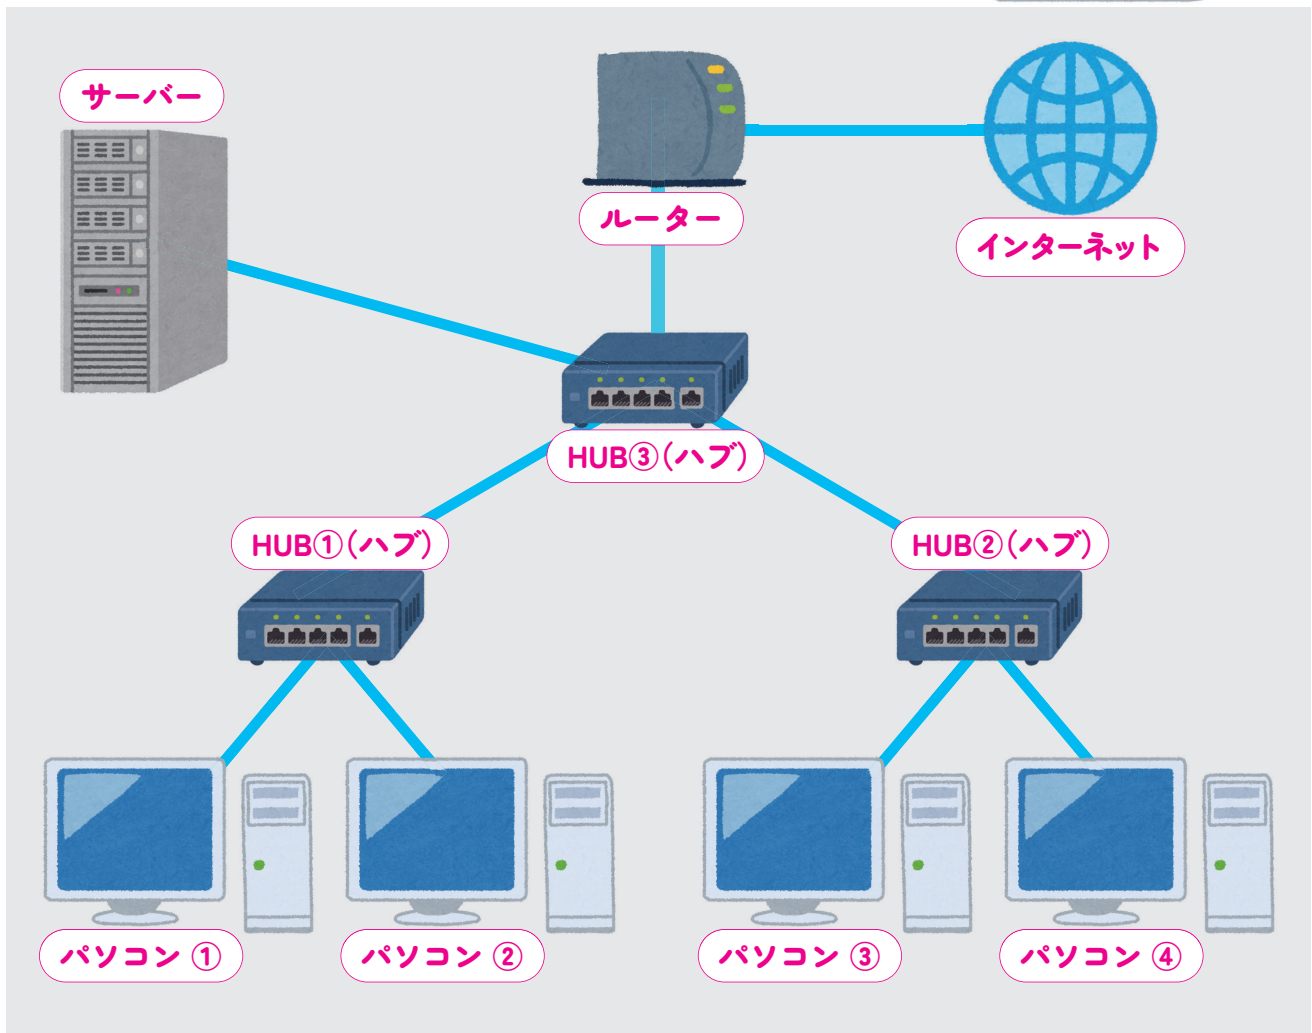 サーバー
ルーター
インターネット
HUB③(ハブ)
HUB①(ハブ)
HUB②(ハブ)
パソコン ①
パソコン ②
パソコン ③
パソコン ④